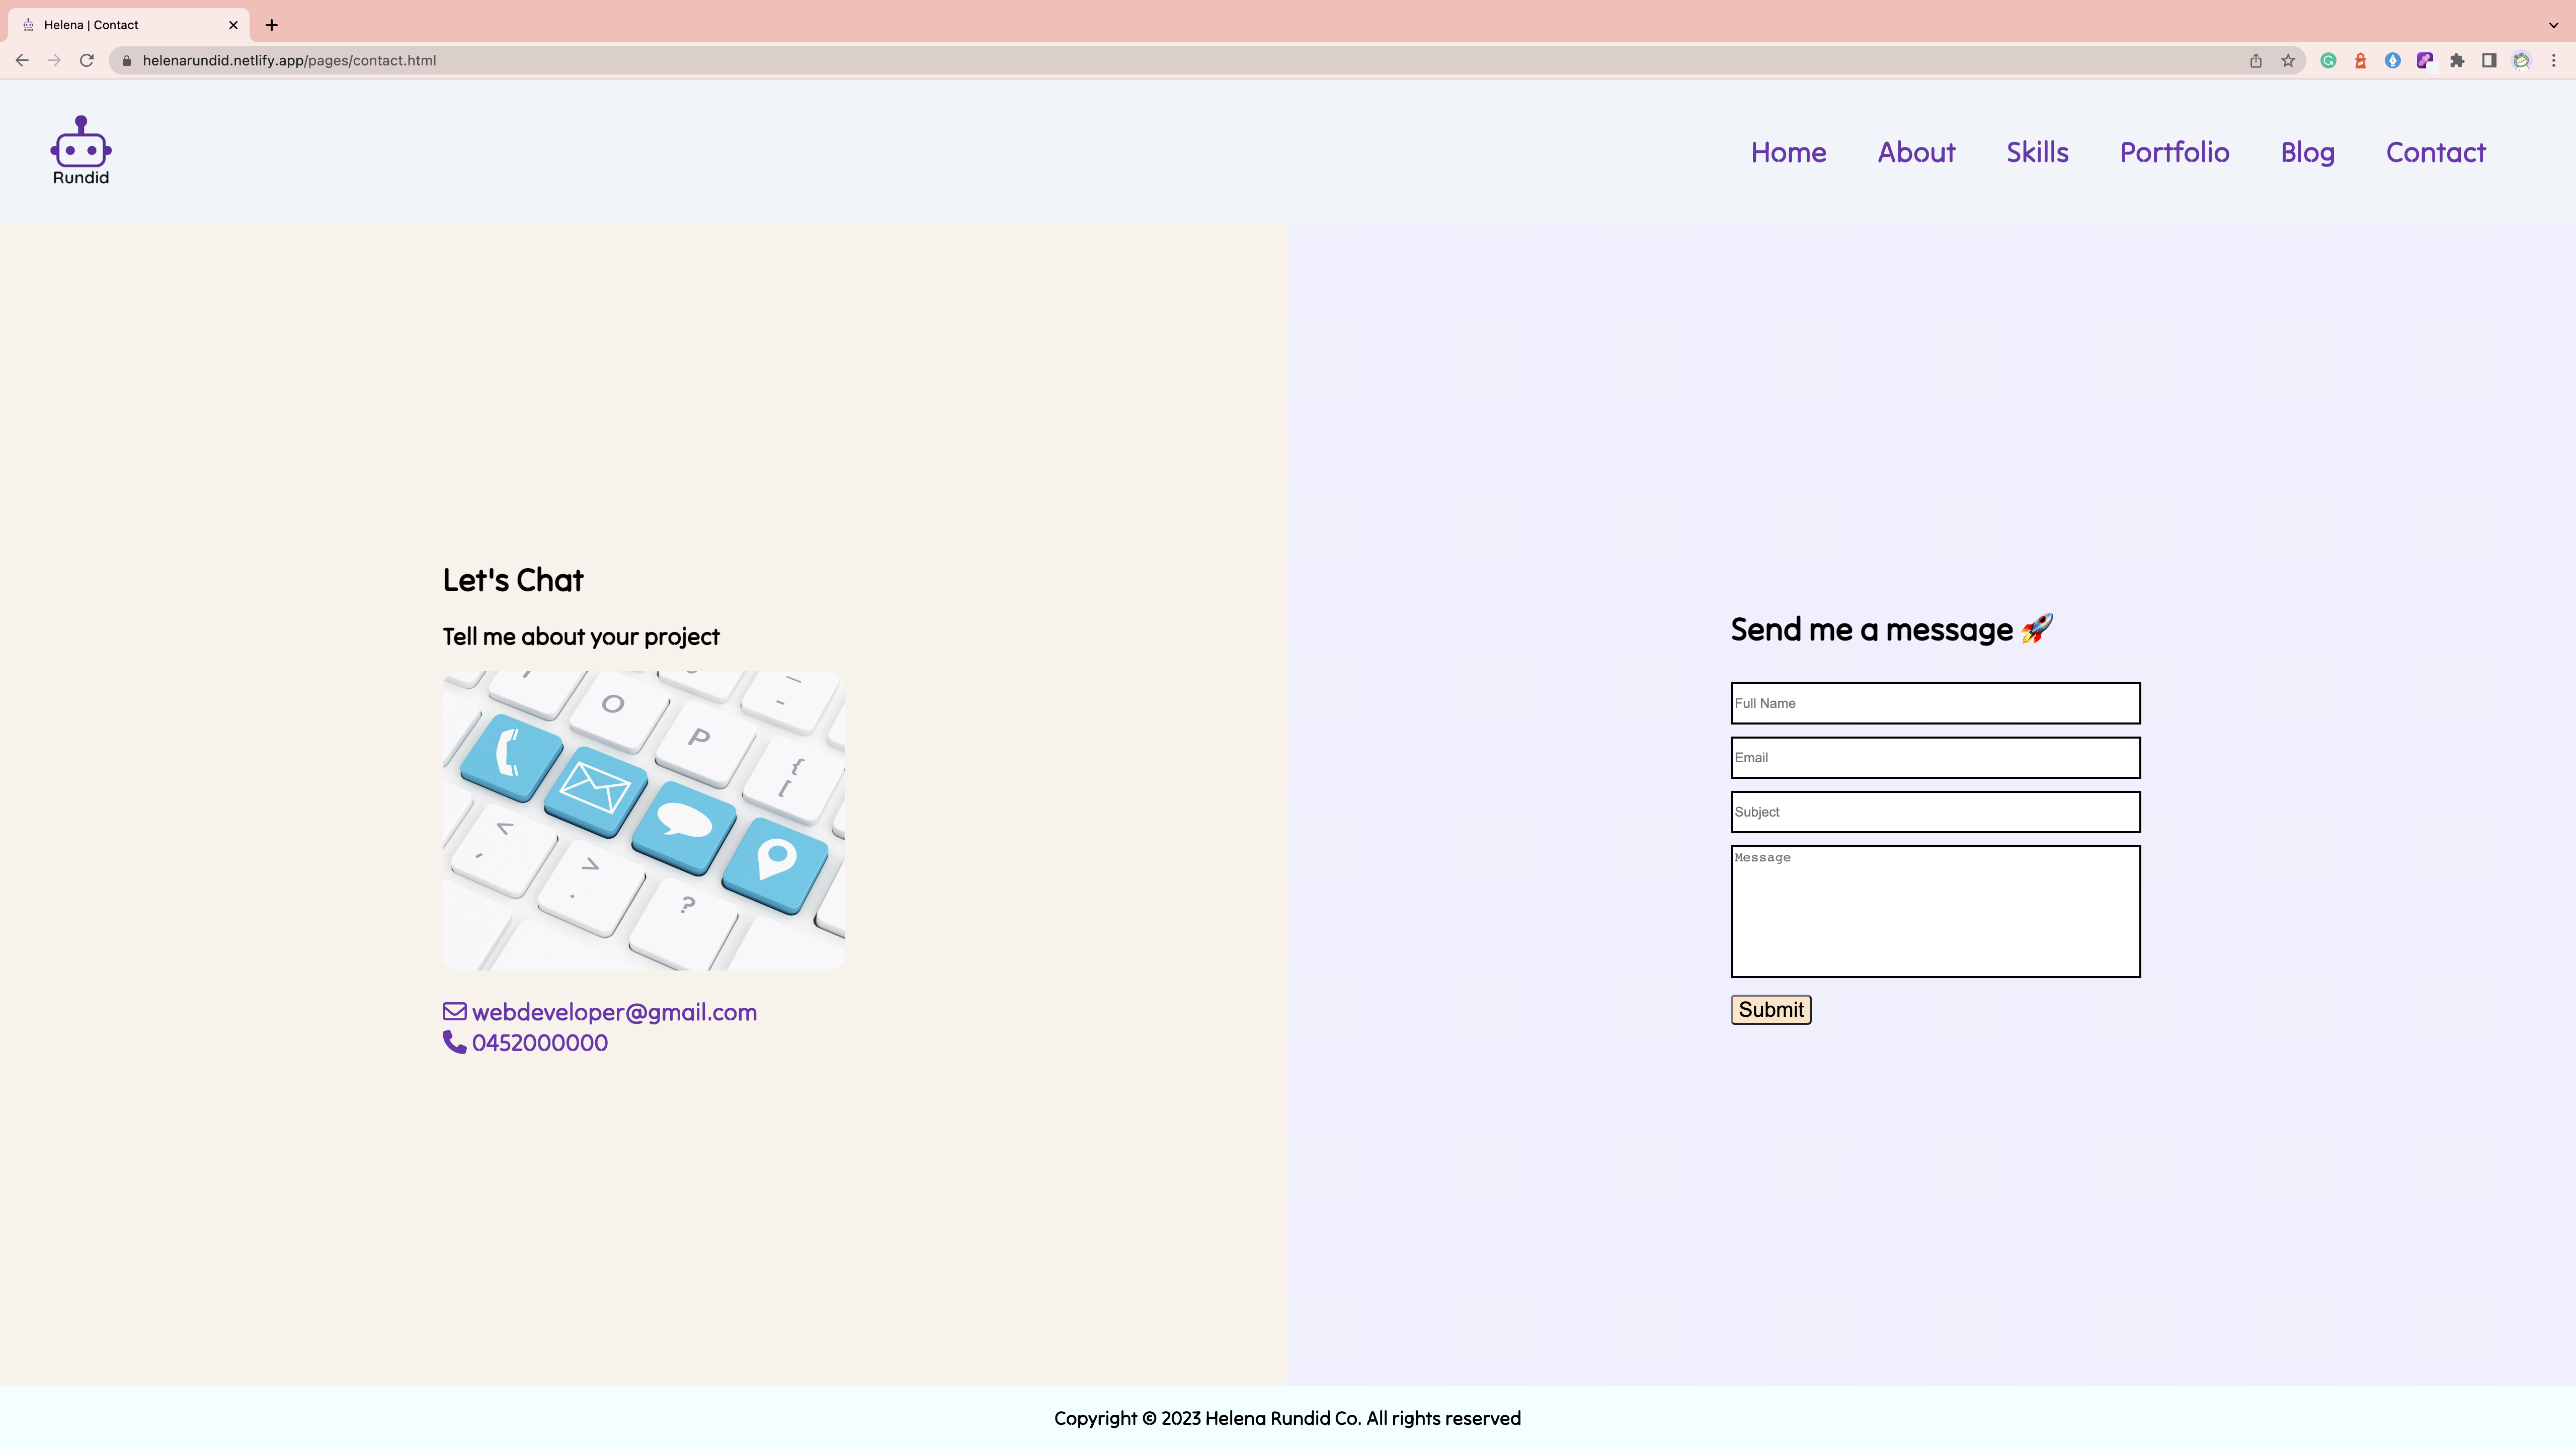 Helena | Contact
helenarundid.netlify.app/pages/contact.html
Rundid
Home About Skills Portfolio Blog Contact
Let's Chat
Tell me about your project
O
P
{
[
—
-
<
,
>
.
?
webdeveloper@gmail.com
0452000000
Send me a message 🚀
Full Name
Email
Subject
Message
Submit
Copyright © 2023 Helena Rundid Co. All rights reserved